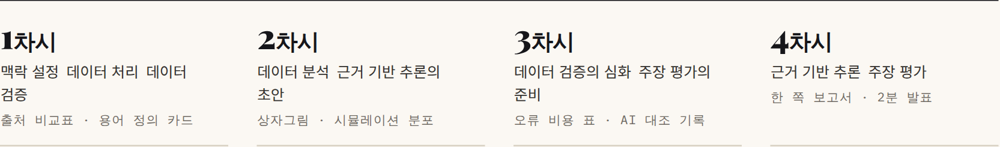 1차시
맥락 설정 데이터 처리 데이터
검증
출처 비교표 · 용어 정의 카드
2차시
데이터 분석 근거 기반 추론의
초안
상자그림 · 시뮬레이션 분포
3차시
데이터 검증의 심화 주장 평가의
준비
오류 비용 표 · AI 대조 기록
4차시
근거 기반 추론 주장 평가
한 쪽 보고서 · 2분 발표